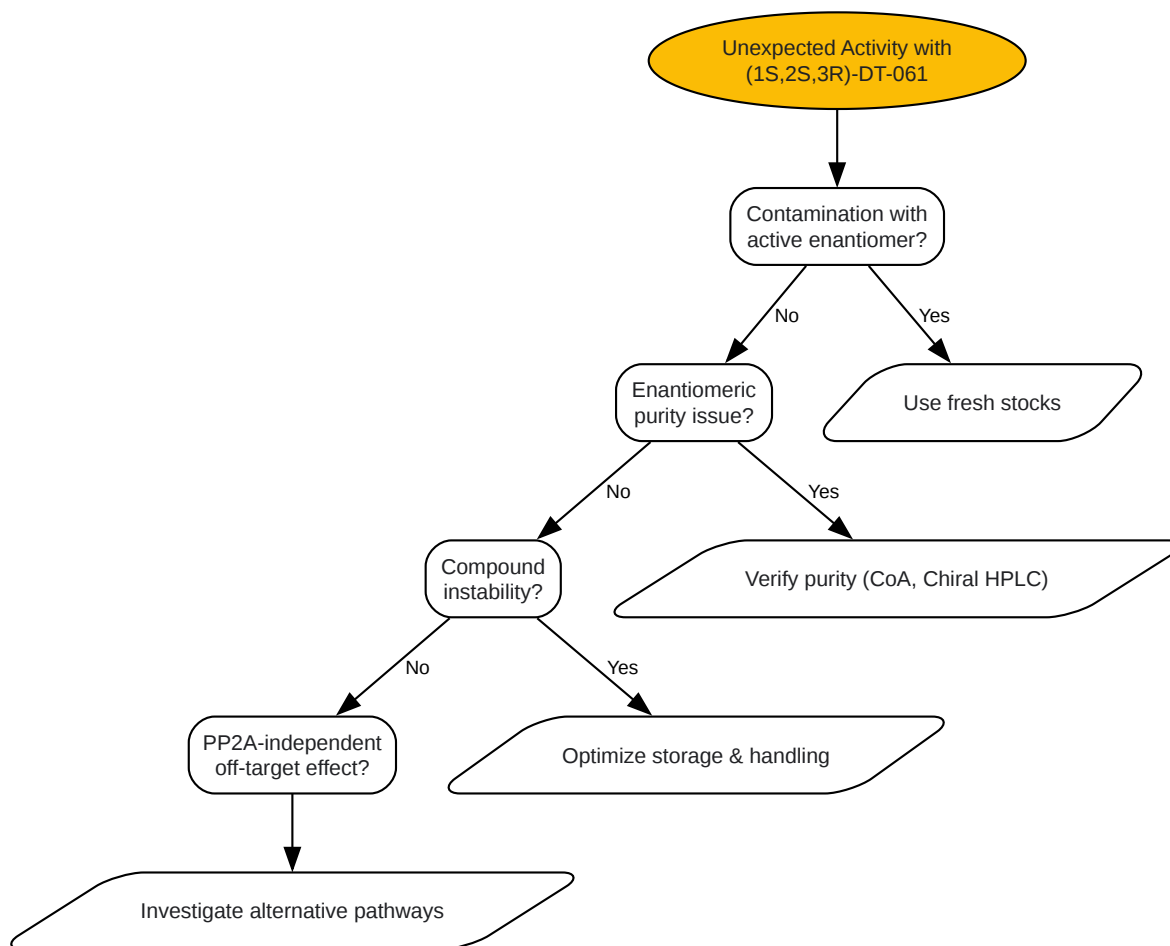 Unexpected Activity with
(1S,2S,3R)-DT-061
Contamination with
active enantiomer?
No
Yes
Enantiomeric
purity issue?
Use fresh stocks
No
Yes
Compound
instability?
Verify purity (CoA, Chiral HPLC)
No
Yes
PP2A-independent
off-target effect?
Optimize storage & handling
Investigate alternative pathways